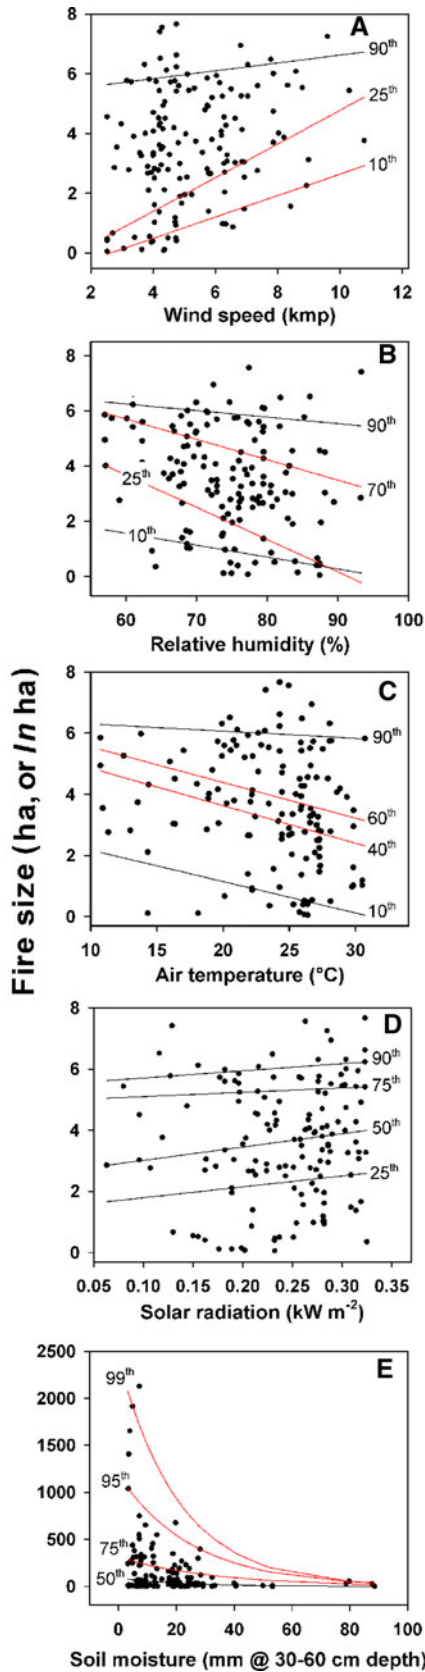 Fire size (ha, or ln ha)
A
8
6
4
2
0
90th
25th
10th
2 4 6 8 10 12
Wind speed (kmp)
B
8
6
4
2
0
90th
70th
25th
10th
60 70 80 90 100
Relative humidity (%)
C
8
6
4
2
0
90th
60th
40th
10th
10 15 20 25 30
Air temperature (°C)
D
8
6
4
2
0
90th
75th
50th
25th
0.05 0.10 0.15 0.20 0.25 0.30 0.35
Solar radiation (kW m-2)
E
2500
2000
1500
1000
500
0
99th
95th
75th
50th
0 20 40 60 80 100
Soil moisture (mm @ 30-60 cm depth)